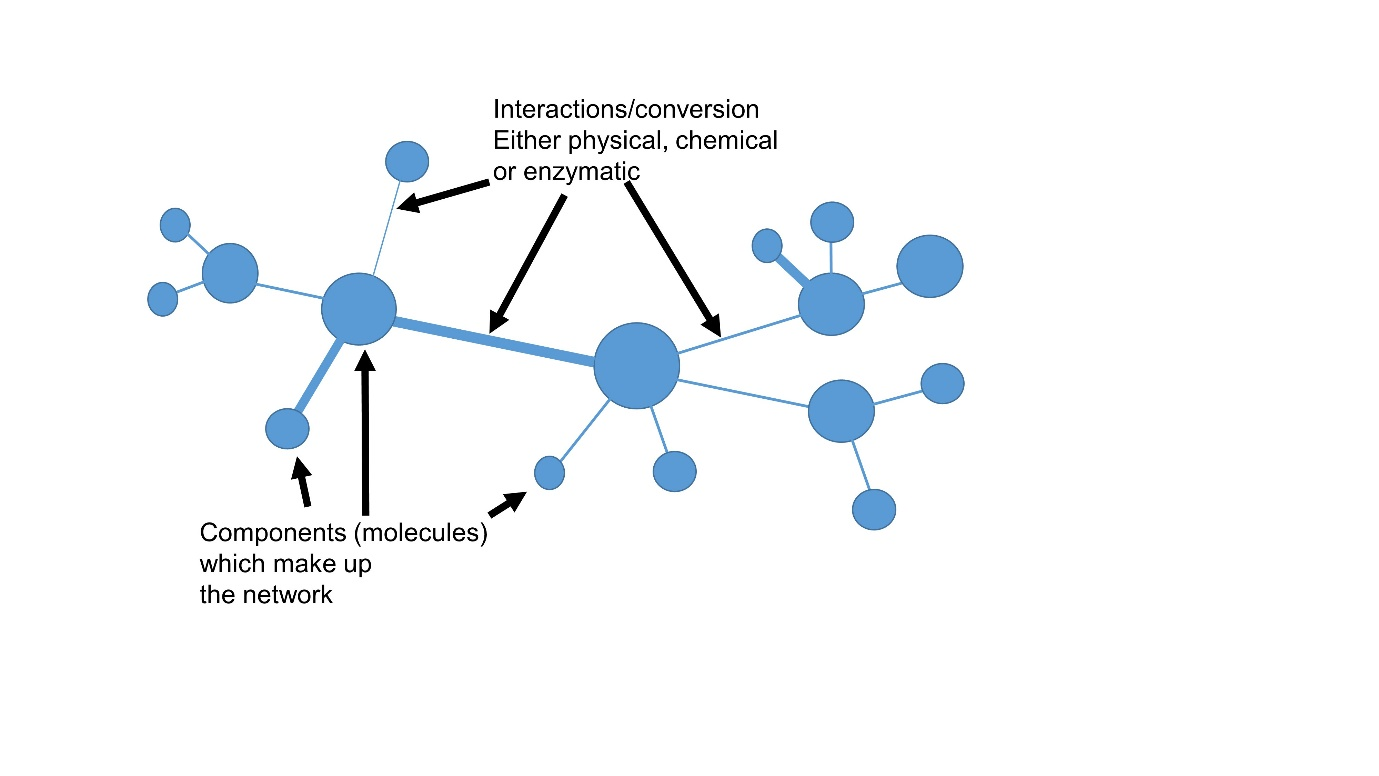 Interactions/conversion
Either physical, chemical
or enzymatic
Components (molecules)
which make up
the network